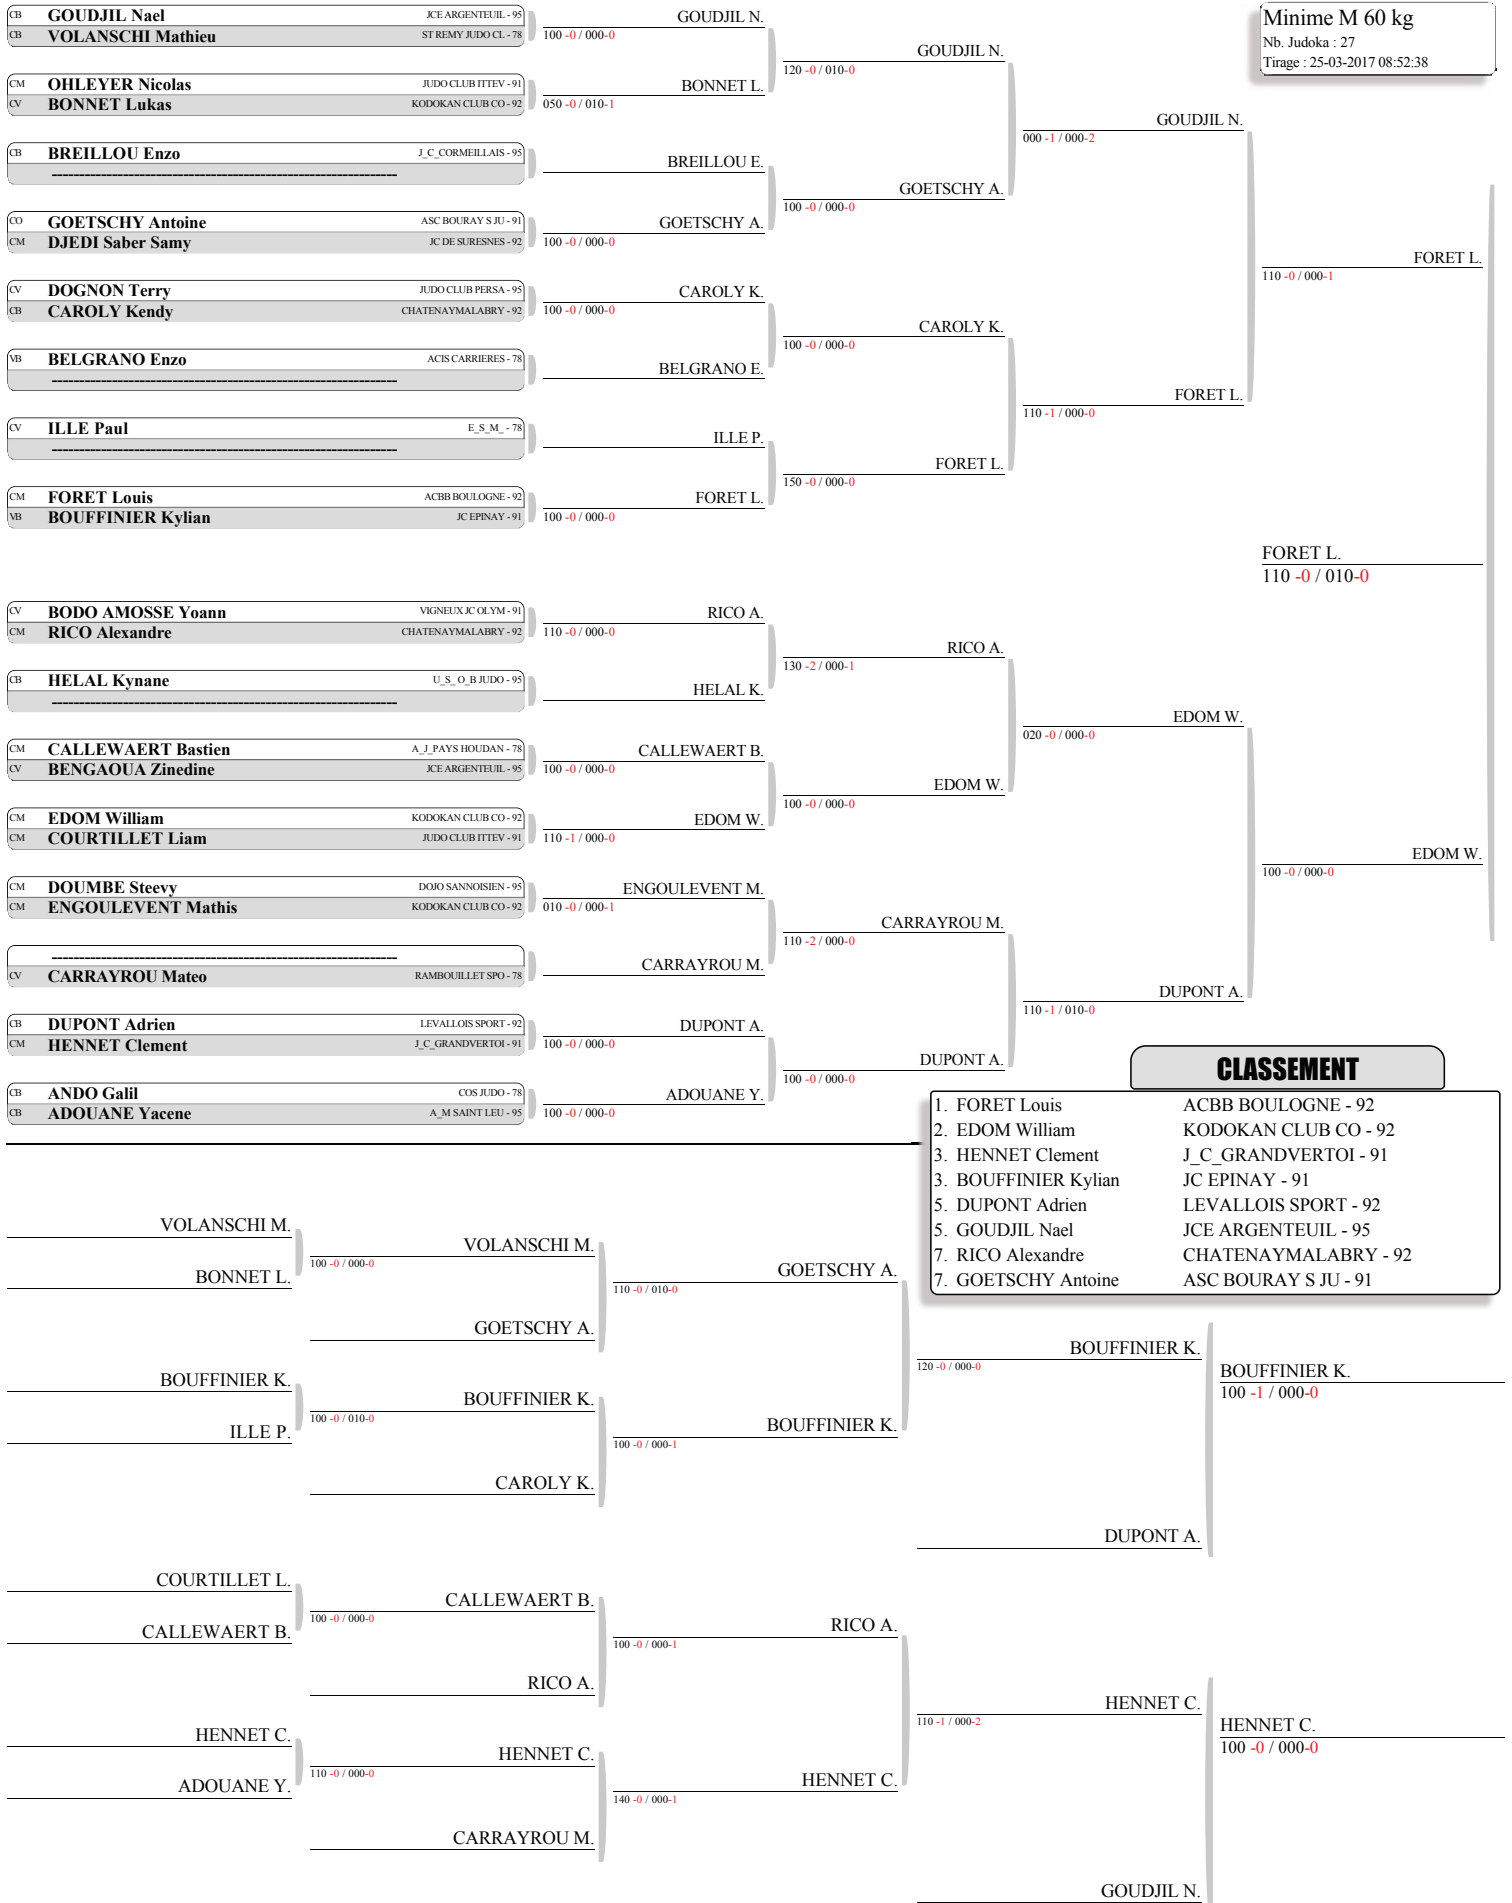 Minime M 60 kg
Nb. Judoka : 27
Tirage : 25-03-2017 08:52:38
CB GOUDJIL Nael JCE ARGENTEUIL - 95
CB VOLANSCHI Mathieu ST REMY JUDO CL - 78
CM OHLEYER Nicolas JUDO CLUB ITTEV - 91
CV BONNET Lukas KODOKAN CLUB CO - 92
CB BREILLOU Enzo J_C_CORMEILLAIS - 95
------------------------------------------------------------------
CO GOETSCHY Antoine ASC BOURAY S JU - 91
CM DJEDI Saber Samy JC DE SURESNES - 92
CV DOGNON Terry JUDO CLUB PERSA - 95
CB CAROLY Kendy CHATENAYMALABRY - 92
VB BELGRANO Enzo ACIS CARRIERES - 78
------------------------------------------------------------------
CV ILLE Paul E_S_M_ - 78
------------------------------------------------------------------
CM FORET Louis ACBB BOULOGNE - 92
VB BOUFFINIER Kylian JC EPINAY - 91
CV BODO AMOSSE Yoann VIGNEUX JC OLYM - 91
CM RICO Alexandre CHATENAYMALABRY - 92
CB HELAL Kynane U_S_O_B JUDO - 95
------------------------------------------------------------------
CM CALLEWAERT Bastien A_J_PAYS HOUDAN - 78
CV BENGAOUA Zinedine JCE ARGENTEUIL - 95
CM EDOM William KODOKAN CLUB CO - 92
CM COURTILLET Liam JUDO CLUB ITTEV - 91
CM DOUMBE Steevy DOJO SANNOISIEN - 95
CM ENGOULEVENT Mathis KODOKAN CLUB CO - 92
------------------------------------------------------------------
CV CARRAYROU Mateo RAMBOUILLET SPO - 78
CB DUPONT Adrien LEVALLOIS SPORT - 92
CM HENNET Clement J_C_GRANDVERTOI - 91
CB ANDO Galil COS JUDO - 78
CB ADOUANE Yacene A_M SAINT LEU - 95
GOUDJIL N.
100 -0 / 000-0
BONNET L.
050 -0 / 010-1
BREILLOU E.
GOETSCHY A.
100 -0 / 000-0
CAROLY K.
100 -0 / 000-0
BELGRANO E.
ILLE P.
FORET L.
100 -0 / 000-0
RICO A.
110 -0 / 000-0
HELAL K.
CALLEWAERT B.
100 -0 / 000-0
EDOM W.
110 -1 / 000-0
ENGOULEVENT M.
010 -0 / 000-1
CARRAYROU M.
DUPONT A.
100 -0 / 000-0
ADOUANE Y.
100 -0 / 000-0
GOUDJIL N.
120 -0 / 010-0
GOETSCHY A.
100 -0 / 000-0
CAROLY K.
100 -0 / 000-0
FORET L.
150 -0 / 000-0
RICO A.
130 -2 / 000-1
EDOM W.
100 -0 / 000-0
CARRAYROU M.
110 -2 / 000-0
DUPONT A.
100 -0 / 000-0
GOUDJIL N.
000 -1 / 000-2
FORET L.
110 -1 / 000-0
EDOM W.
020 -0 / 000-0
DUPONT A.
110 -1 / 010-0
FORET L.
110 -0 / 000-1
EDOM W.
100 -0 / 000-0
FORET L.
110 -0 / 010-0
CLASSEMENT
1. FORET Louis ACBB BOULOGNE - 92
2. EDOM William KODOKAN CLUB CO - 92
3. HENNET Clement J_C_GRANDVERTOI - 91
3. BOUFFINIER Kylian JC EPINAY - 91
5. DUPONT Adrien LEVALLOIS SPORT - 92
5. GOUDJIL Nael JCE ARGENTEUIL - 95
7. RICO Alexandre CHATENAYMALABRY - 92
7. GOETSCHY Antoine ASC BOURAY S JU - 91
VOLANSCHI M.
BONNET L.
BOUFFINIER K.
ILLE P.
COURTILLET L.
CALLEWAERT B.
HENNET C.
ADOUANE Y.
VOLANSCHI M.
100 -0 / 000-0
GOETSCHY A.
BOUFFINIER K.
100 -0 / 010-0
CAROLY K.
CALLEWAERT B.
100 -0 / 000-0
RICO A.
HENNET C.
110 -0 / 000-0
CARRAYROU M.
GOETSCHY A.
110 -0 / 010-0
BOUFFINIER K.
100 -0 / 000-1
RICO A.
100 -0 / 000-1
HENNET C.
140 -0 / 000-1
BOUFFINIER K.
120 -0 / 000-0
DUPONT A.
HENNET C.
110 -1 / 000-2
GOUDJIL N.
BOUFFINIER K.
100 -1 / 000-0
HENNET C.
100 -0 / 000-0